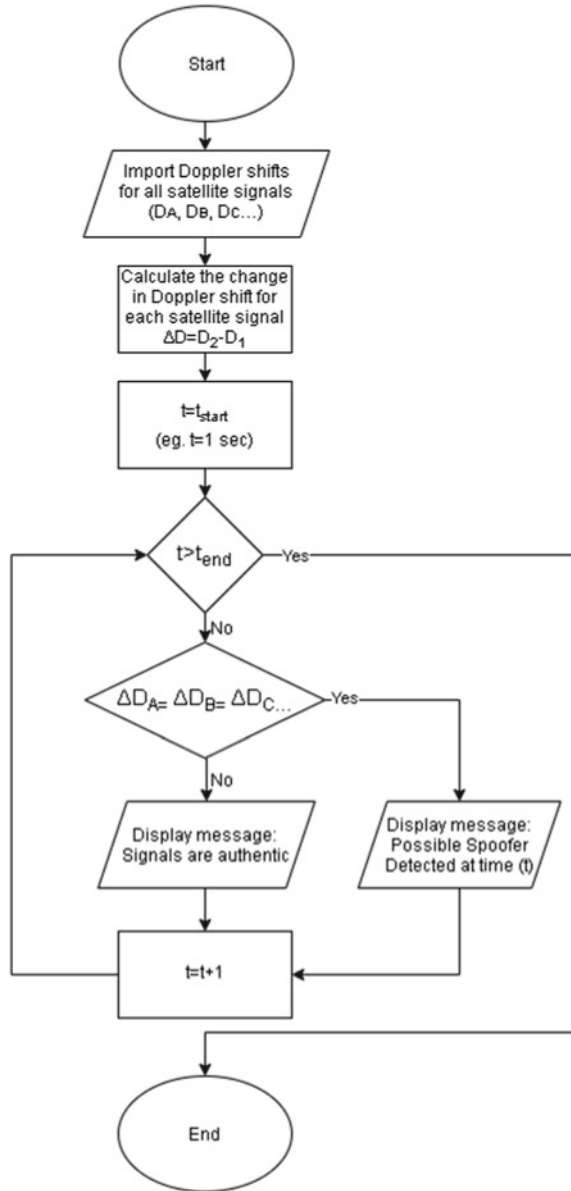 Start
Import Doppler shifts
for all satellite signals
(DA, DB, DC...)
Calculate the change
in Doppler shift for
each satellite signal
ΔD=D₂-D₁
t=tstart
(eg. t=1 sec)
t>tend
Yes
No
ΔDA= ΔDB= ΔDC...
Yes
No
Display message:
Signals are authentic
Display message:
Possible Spoofer
Detected at time (t)
t=t+1
End